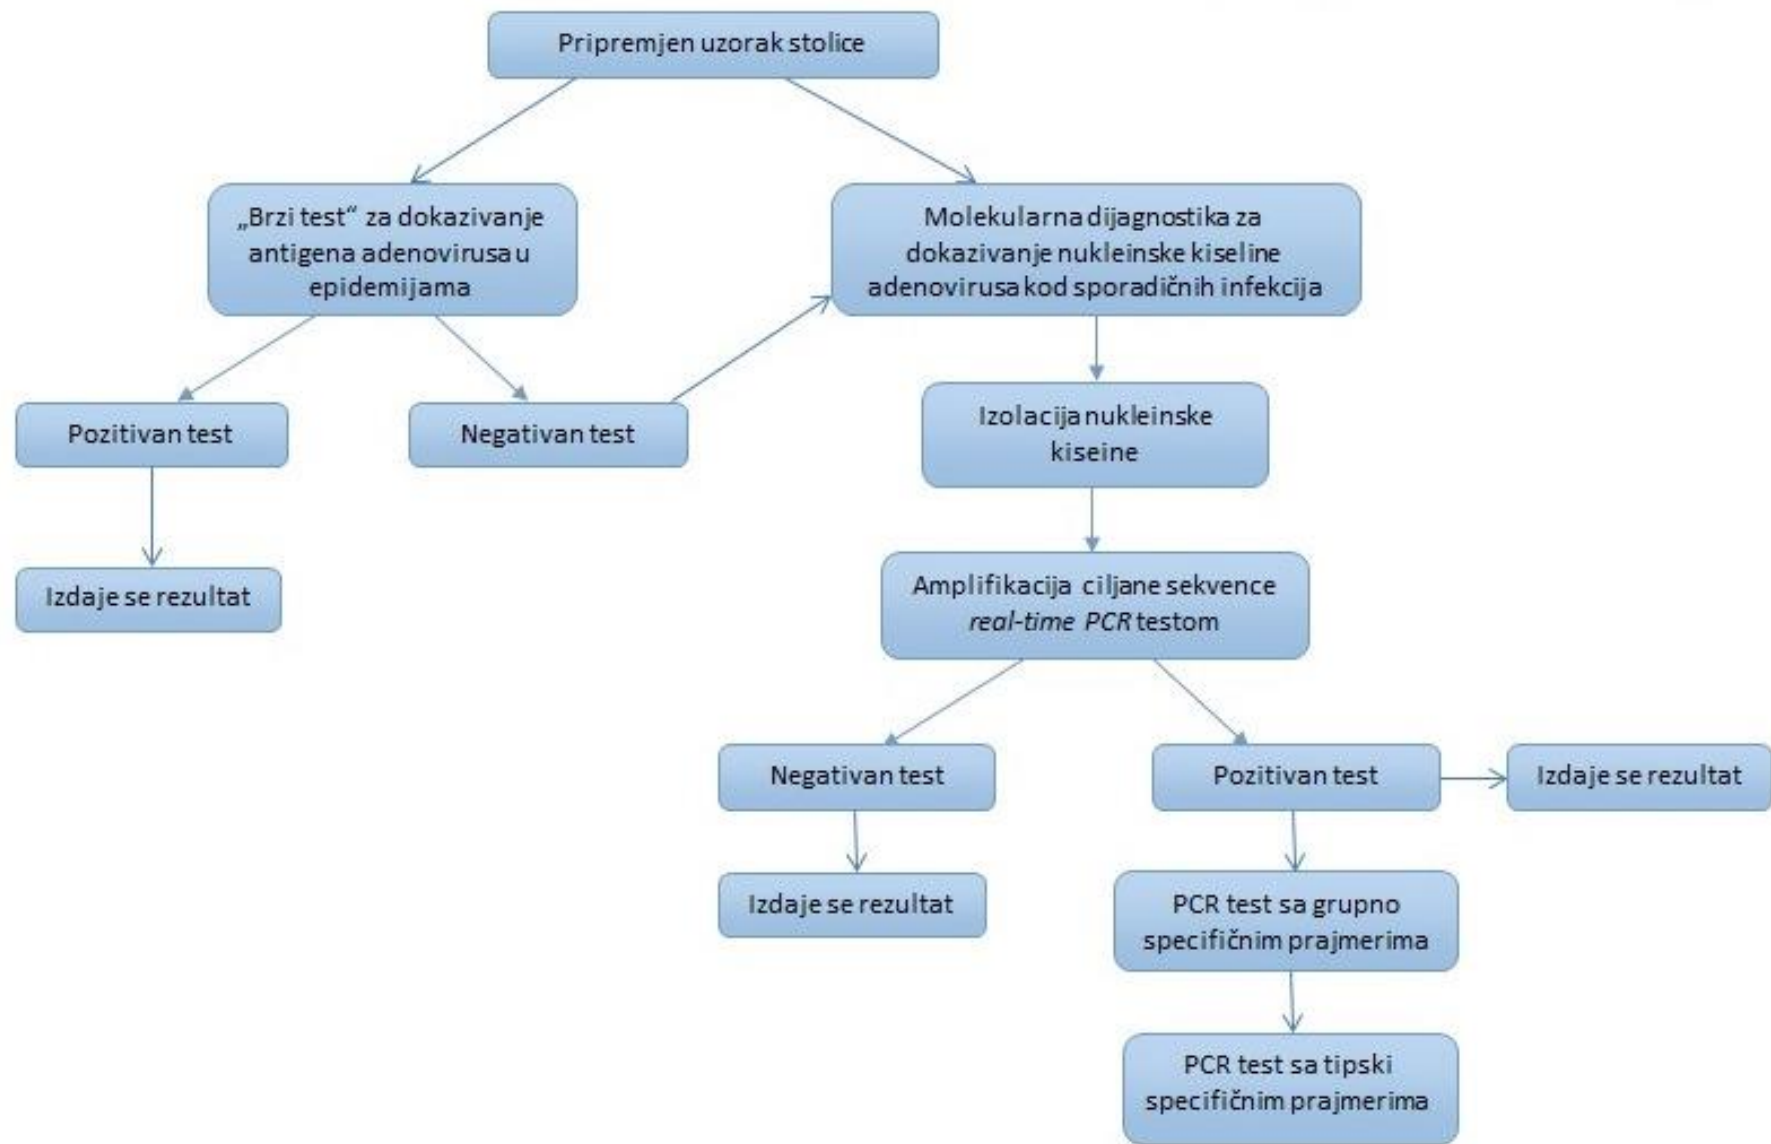 Pripremjen uzorak stolice
„Brzi test“ za dokazivanje
antigena adenovirusa u
epidemijama
Molekularna dijagnostika za
dokazivanje nukleinske kiseline
adenovirusa kod sporadičnih infekcija
Pozitivan test
Negativan test
Izolacija nukleinske
kiseine
Izdaje se rezultat
Amplifikacija ciljane sekvence
real-time PCR testom
Negativan test
Pozitivan test
Izdaje se rezultat
Izdaje se rezultat
PCR test sa grupno
specifičnim prajmerima
PCR test sa tipski
specifičnim prajmerima